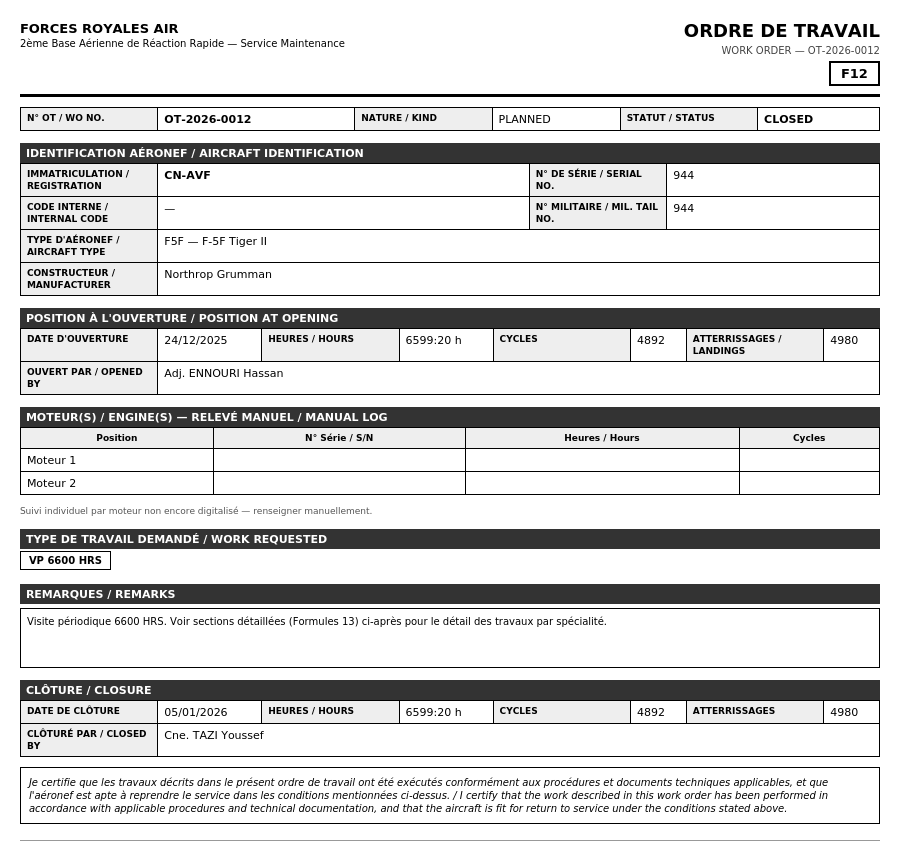 FORCES ROYALES AIR
2ème Base Aérienne de Réaction Rapide — Service Maintenance
ORDRE DE TRAVAIL
WORK ORDER — OT-2026-0012
F12
N° OT / WO NO. OT-2026-0012 NATURE / KIND PLANNED STATUT / STATUS CLOSED
IDENTIFICATION AÉRONEF / AIRCRAFT IDENTIFICATION
IMMATRICULATION / REGISTRATION CN-AVF N° DE SÉRIE / SERIAL NO. 944
CODE INTERNE / INTERNAL CODE — N° MILITAIRE / MIL. TAIL NO. 944
TYPE D'AÉRONEF / AIRCRAFT TYPE F5F — F-5F Tiger II
CONSTRUCTEUR / MANUFACTURER Northrop Grumman
POSITION À L'OUVERTURE / POSITION AT OPENING
DATE D'OUVERTURE 24/12/2025 HEURES / HOURS 6599:20 h CYCLES 4892 ATTERRISSAGES / LANDINGS 4980
OUVERT PAR / OPENED BY Adj. ENNOURI Hassan
MOTEUR(S) / ENGINE(S) — RELEVÉ MANUEL / MANUAL LOG
Position N° Série / S/N Heures / Hours Cycles
Moteur 1
Moteur 2
Suivi individuel par moteur non encore digitalisé — renseigner manuellement.
TYPE DE TRAVAIL DEMANDÉ / WORK REQUESTED
VP 6600 HRS
REMARQUES / REMARKS
Visite périodique 6600 HRS. Voir sections détaillées (Formules 13) ci-après pour le détail des travaux par spécialité.
CLÔTURE / CLOSURE
DATE DE CLÔTURE 05/01/2026 HEURES / HOURS 6599:20 h CYCLES 4892 ATTERRISSAGES 4980
CLÔTURÉ PAR / CLOSED BY Cne. TAZI Youssef
Je certifie que les travaux décrits dans le présent ordre de travail ont été exécutés conformément aux procédures et documents techniques applicables, et que
l'aéronef est apte à reprendre le service dans les conditions mentionnées ci-dessus. / I certify that the work described in this work order has been performed in
accordance with applicable procedures and technical documentation, and that the aircraft is fit for return to service under the conditions stated above.